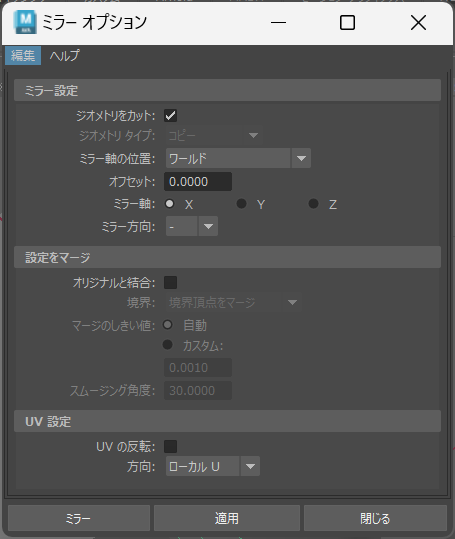 M
ミラー オプション
編集 ヘルプ
ミラー設定
ジオメトリをカット:
ジオメトリ タイプ: コピー
ミラー軸の位置: ワールド
オフセット: 0.0000
ミラー軸: X Y Z
ミラー方向: -
設定をマージ
オリジナルと結合:
境界: 境界頂点をマージ
マージのしきい値: 自動
カスタム:
0.0010
スムージング角度: 30.0000
UV 設定
UV の反転:
方向: ローカル U
ミラー 適用 閉じる